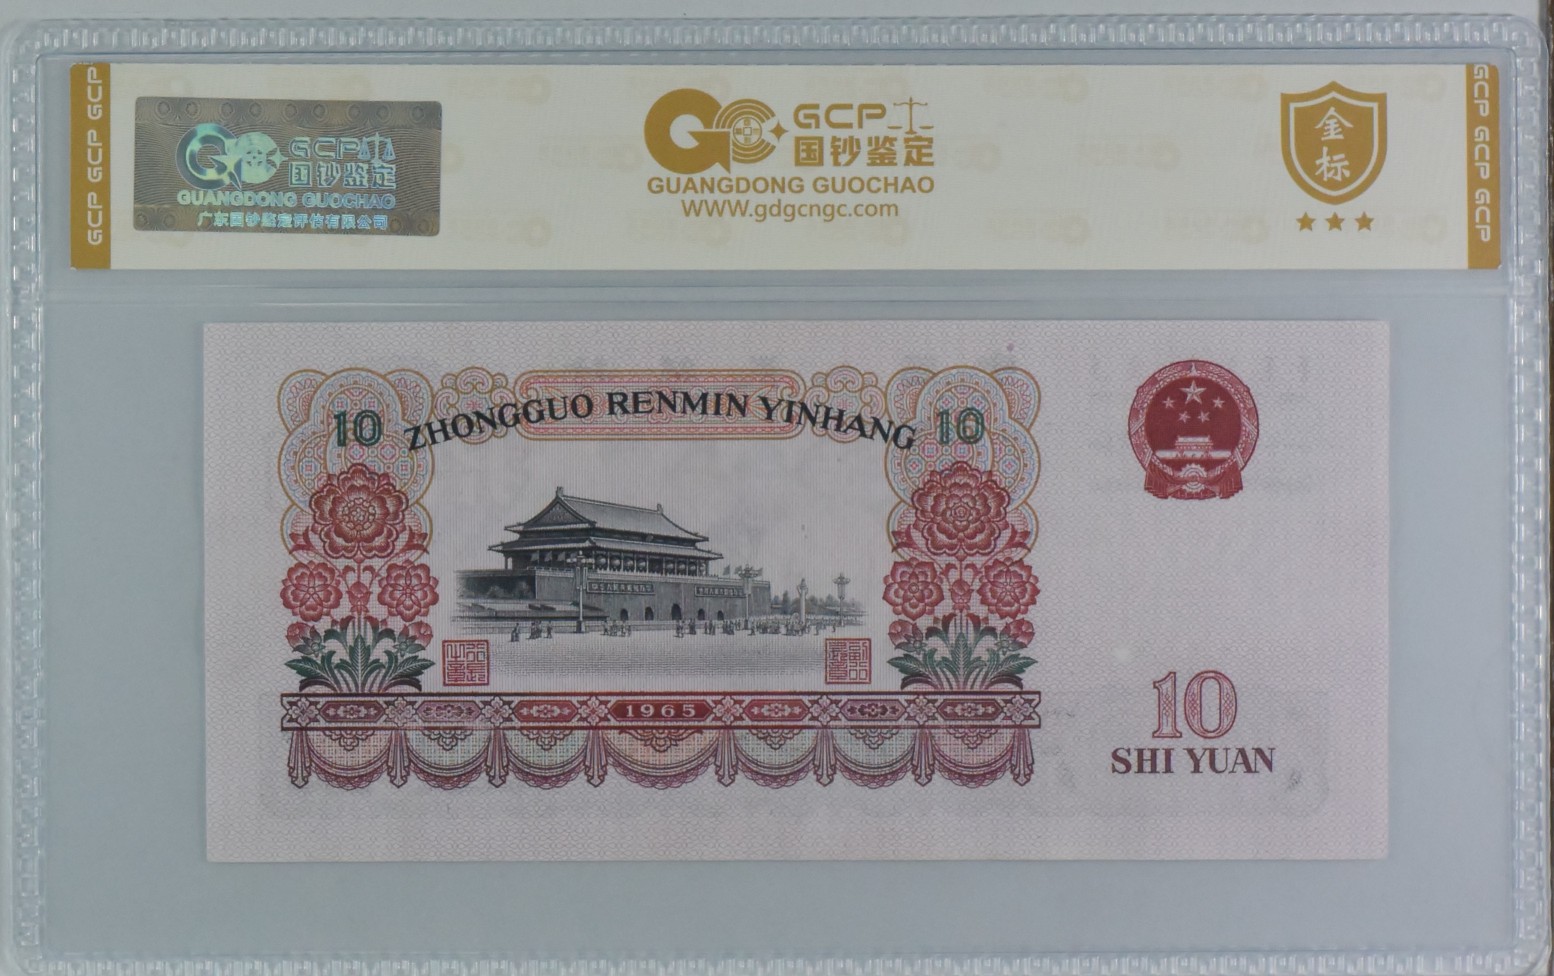 GCP GCP GCP
GCP
国钞鉴定
GUANGDONG GUOCHAO
广东国钞鉴定评估有限公司
GCP
国钞鉴定
GUANGDONG GUOCHAO
WWW.gdgcngc.com
金
标
GCP GCP GCP
10 ZHONGGUO RENMIN YINHANG 10
1965
10
SHI YUAN